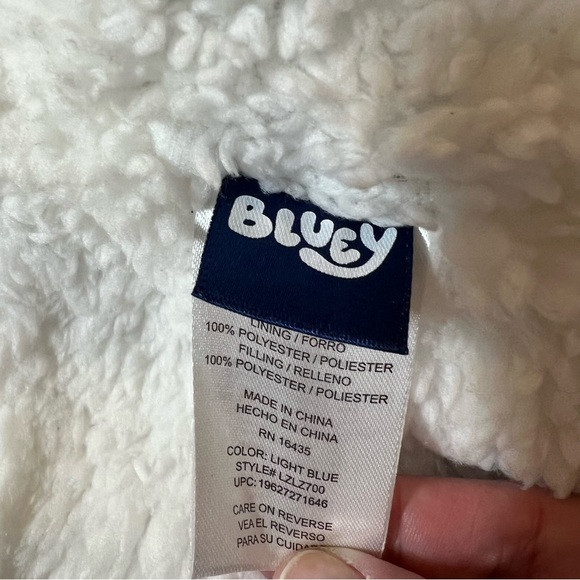 BLUEY
LINING / FORRO
100% POLYESTER / POLIESTER
FILLING / RELLENO
100% POLYESTER / POLIESTER
MADE IN CHINA
HECHO EN CHINA
RN 16435
COLOR: LIGHT BLUE
STYLE# LZLZ700
UPC: 19627271646
CARE ON REVERSE
VEA EL REVERSO
PARA SU CUIDADO